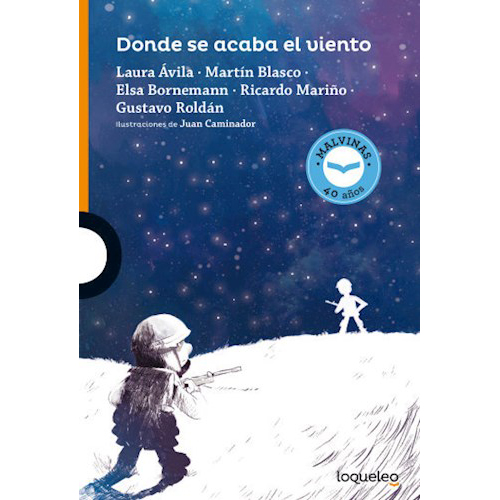 Donde se acaba el viento
Laura Ávila · Martín Blasco ·
Elsa Bornemann · Ricardo Mariño ·
Gustavo Roldán
Ilustraciones de Juan Caminador
MALVINAS
40 años
loqueleo